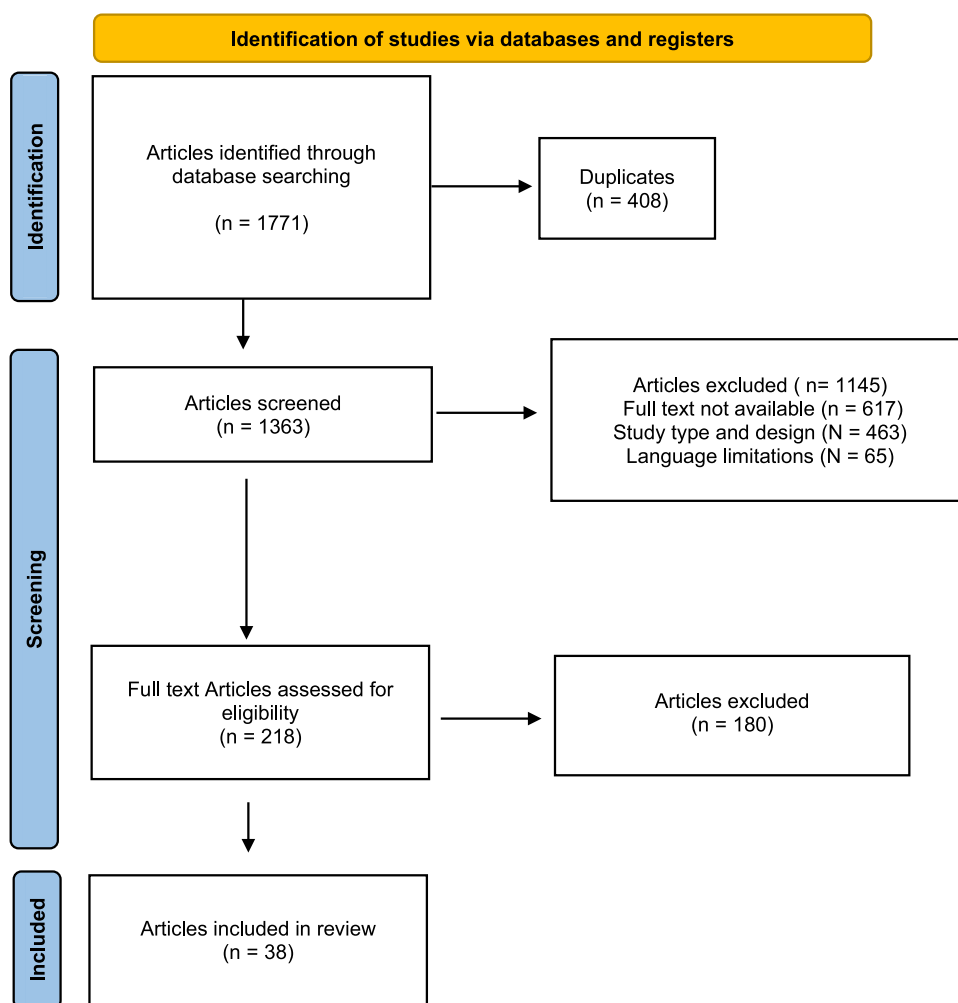 Identification of studies via databases and registers
Identification
Articles identified through
database searching
(n = 1771)
Duplicates
(n = 408)
Screening
Articles screened
(n = 1363)
Articles excluded ( n= 1145)
Full text not available (n = 617)
Study type and design (N = 463)
Language limitations (N = 65)
Full text Articles assessed for
eligibility
(n = 218)
Articles excluded
(n = 180)
Included
Articles included in review
(n = 38)